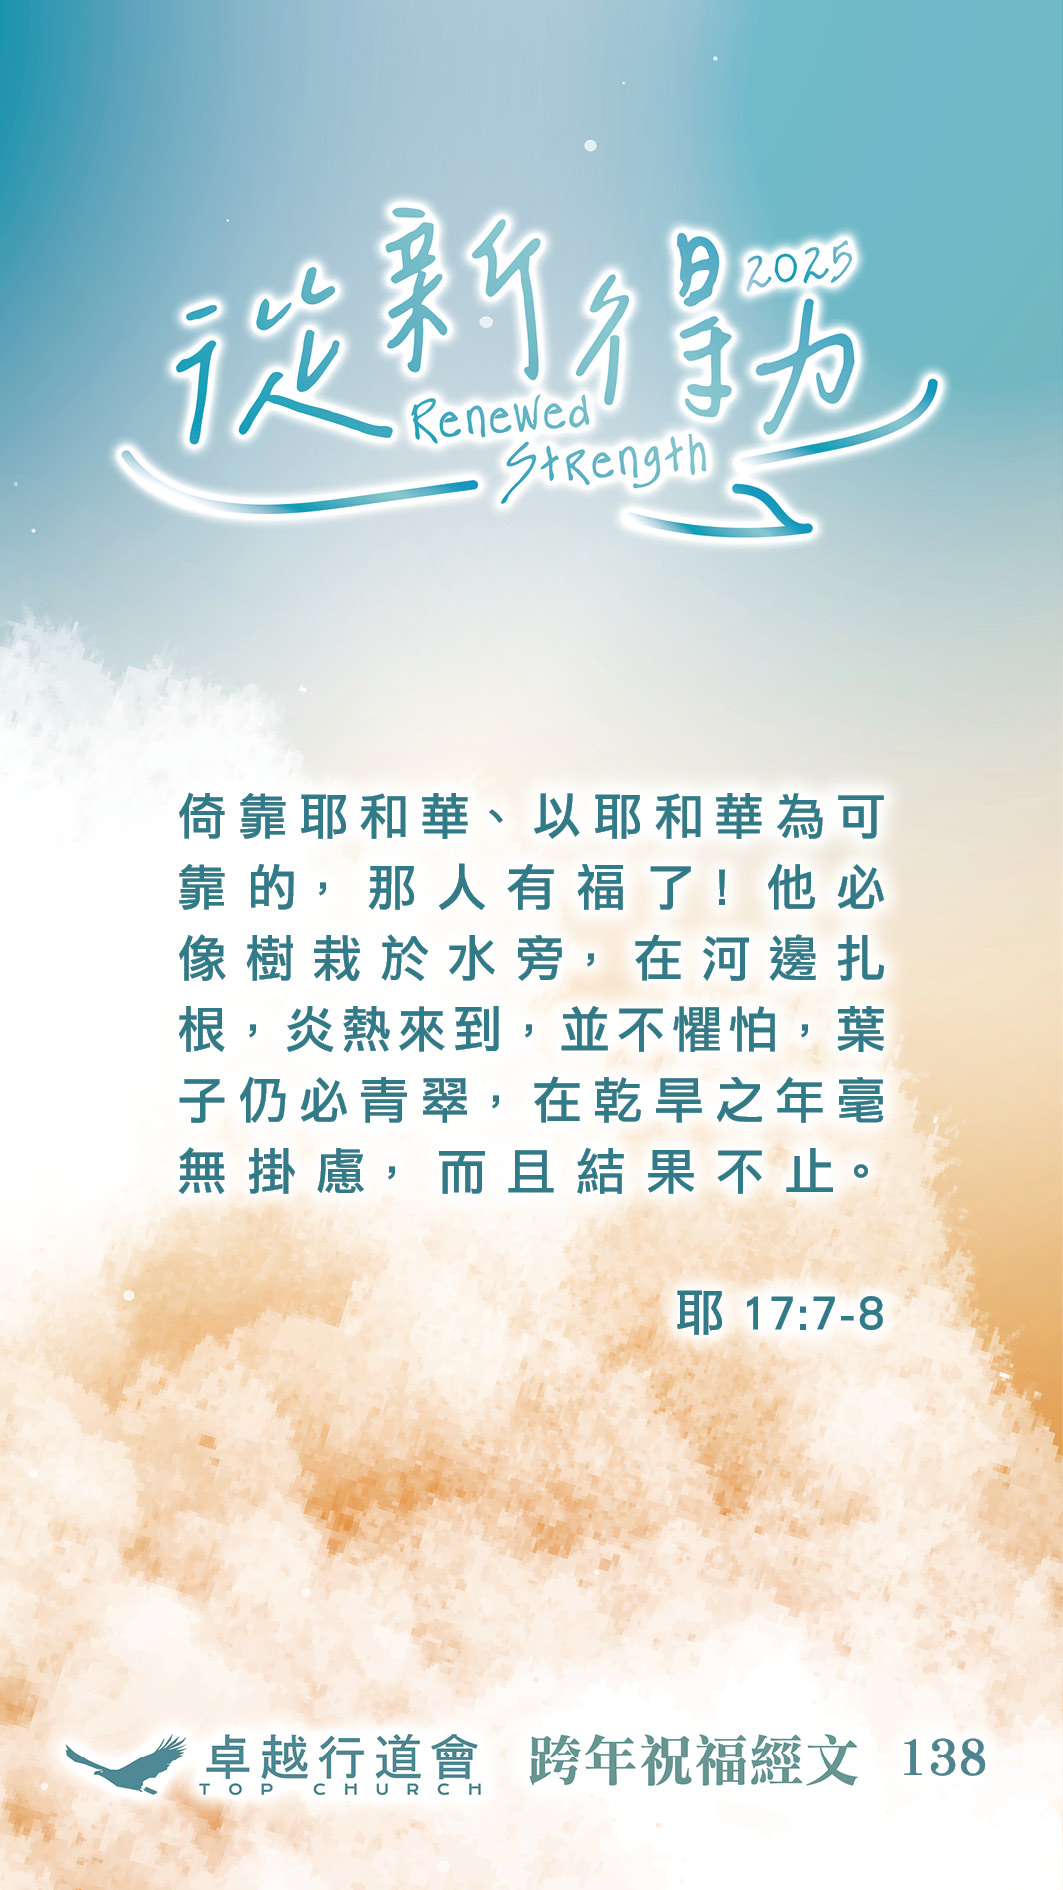 從新得力 2025
Renewed
Strength
倚靠耶和華、以耶和華為可
靠的，那人有福了！他必
像樹栽於水旁，在河邊扎
根，炎熱來到，並不懼怕，葉
子仍必青翠，在乾旱之年毫
無掛慮，而且結果不止。
耶 17:7-8
卓越行道會 跨年祝福經文 138
TOP CHURCH